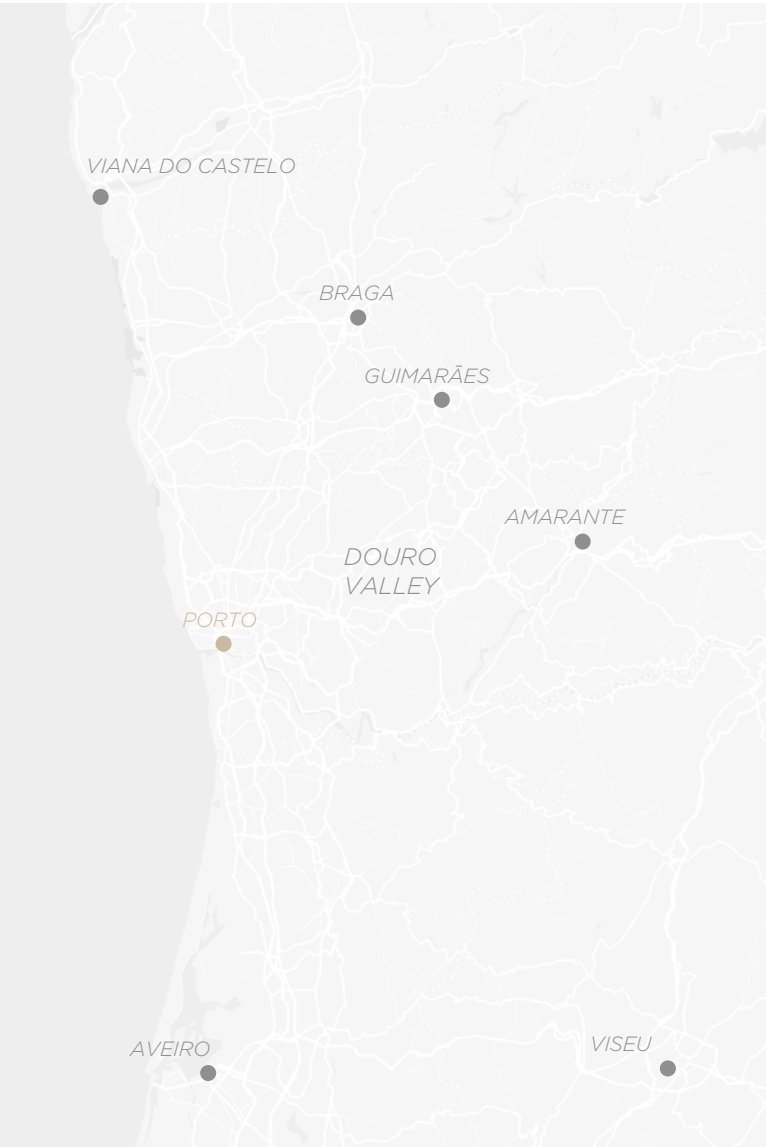 VIANA DO CASTELO
BRAGA
GUIMARÃES
AMARANTE
DOURO
VALLEY
PORTO
AVEIRO
VISEU